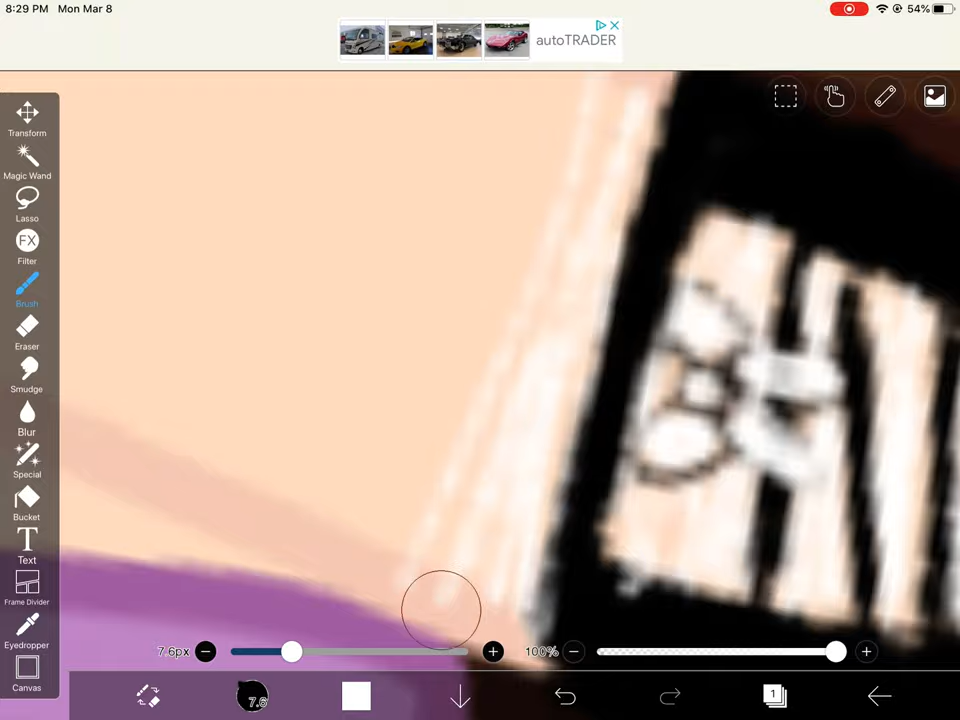 8:29 PM Mon Mar 8
54%
autoTRADER
Transform
Magic Wand
Lasso
FX
Filter
Brush
Eraser
Smudge
Blur
Special
Bucket
T
Text
Frame Divider
Eyedropper
Canvas
7.6px
100%
7.6
1